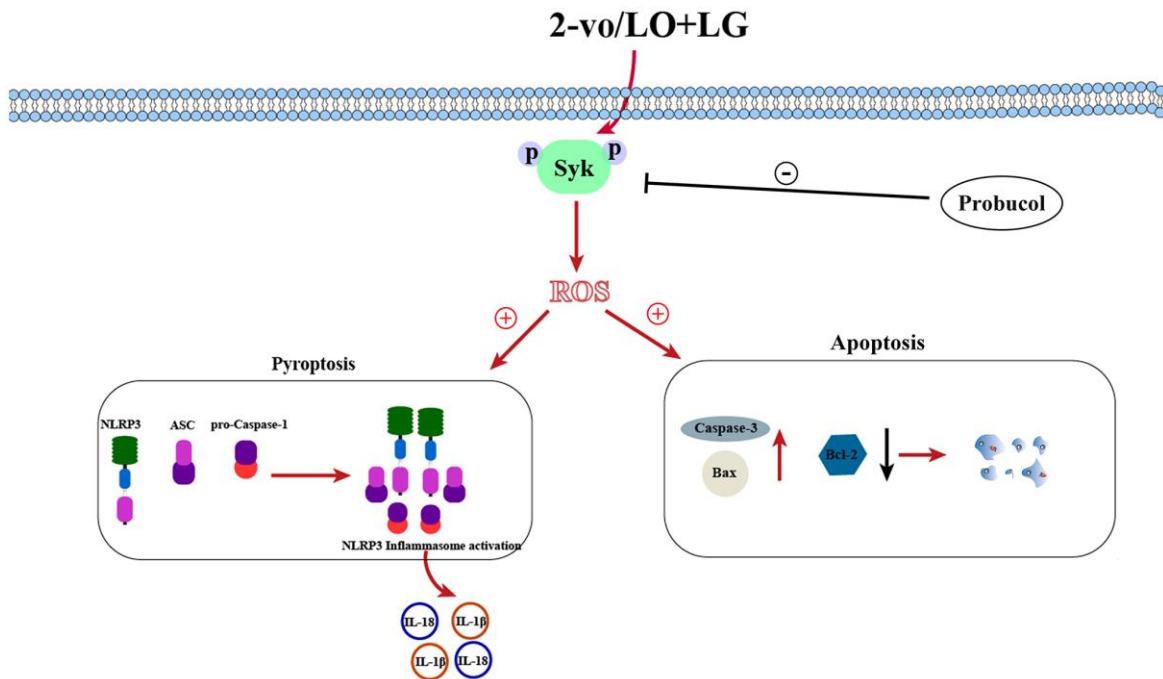 2-vo/LO+LG
p
p
Syk
-
Probucol
ROS
+
+
Pyroptosis
Apoptosis
NLRP3
ASC
pro-Caspase-1
Caspase-3
Bax
Bcl-2
NLRP3 Inflammasome activation
IL-18
IL-1β
IL-1β
IL-18